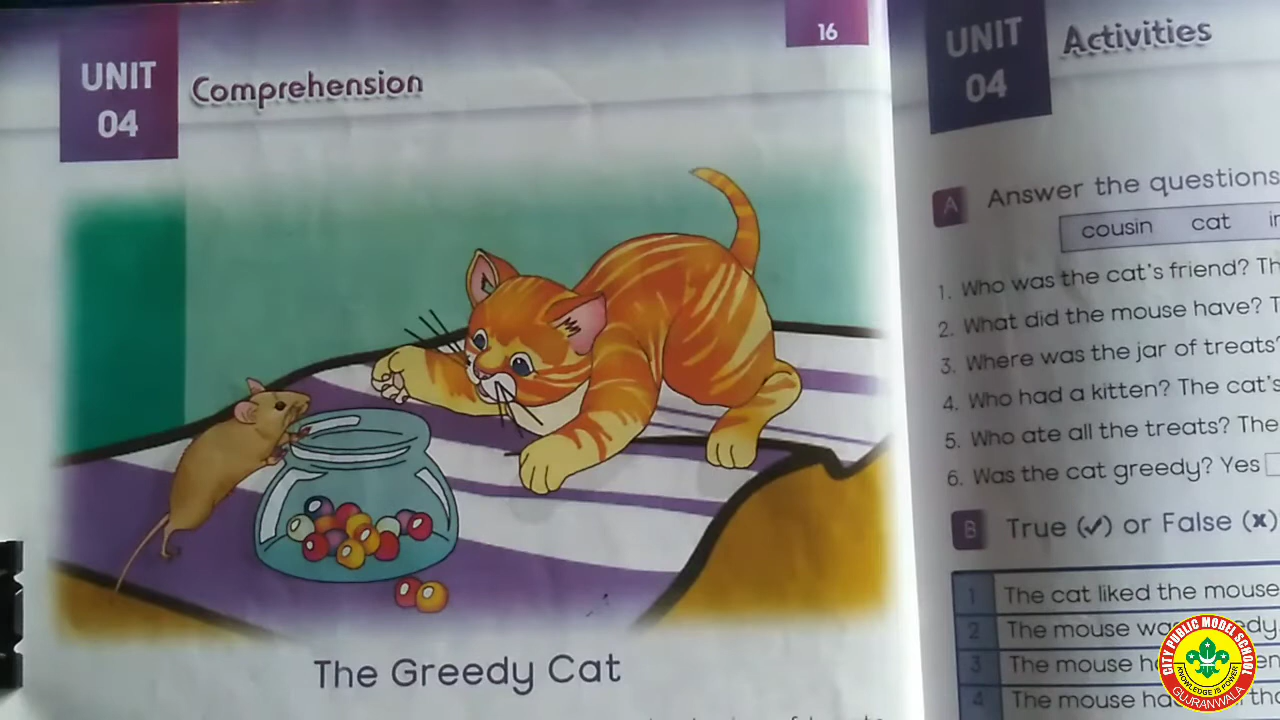 UNIT
04
Comprehension
16
The Greedy Cat
UNIT
04
Activities
A Answer the questions
cousin cat
1. Who was the cat's friend? Th
2. What did the mouse have? T
3. Where was the jar of treats?
4. Who had a kitten? The cat's
5. Who ate all the treats? The
6. Was the cat greedy? Yes
B True (✓) or False (x)
1 The cat liked the mouse
2 The mouse
3 The mouse
4 The mouse
CITY PUBLIC MODEL SCHOOL
KNOWLEDGE IS POWER
GUJRANWALA